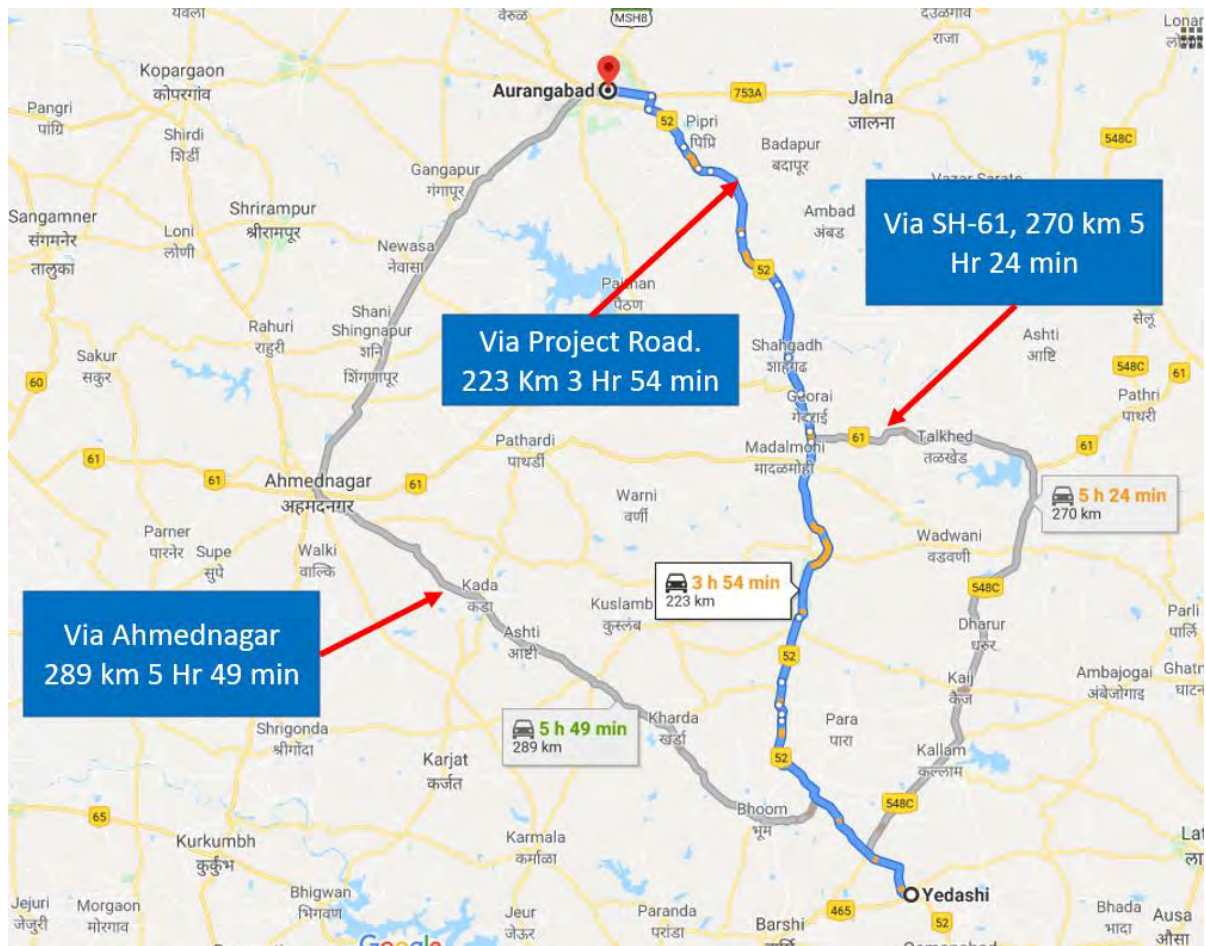 यवला
वेरुळ
MSH8
देउळगाव
राजा
Lonar
Kopargaon
कोपरगांव
Aurangabad
753A
Jalna
जालना
52
Pipri
पिप्रि
Badapur
बदापूर
548C
Pangri
पांग्रि
Shirdi
शिर्डी
Gangapur
गंगापूर
Sangamner
संगमनेर
तालुका
Shrirampur
श्रीरामपूर
Loni
लोणी
Ambad
अंबड
Via SH-61, 270 km 5
Hr 24 min
Newasa
नेवासा
52
पैठण
Shani
Shingnapur
शनि
शिंगणापूर
Rahuri
राहुरी
Via Project Road.
223 Km 3 Hr 54 min
Shahgadh
शाहगढ
Ashti
आष्टि
सेलू
Sakur
सकुर
60
548C
61
Pathri
पाथरी
Georai
गेवराई
Pathardi
पाथर्डी
Madalmohi
मादळमोही
61
Talkhed
तळखेड
61
61
61
61
Ahmednagar
अहमदनगर
Warni
वर्णी
5 h 24 min
270 km
Parner
पारनेर
Supe
सुपे
Walki
वाल्कि
Wadwani
वडवणी
Kada
कडा
3 h 54 min
223 km
548C
Via Ahmednagar
289 km 5 Hr 49 min
Kuslamb
कुस्लंब
Dharur
धरुर
Parli
पार्लि
Ashti
आष्टी
52
Kaij
कैज
Ambajogai
अंबेजोगाई
Ghatn
घाटन
Shrigonda
श्रीगोंदा
5 h 49 min
289 km
Kharda
खर्डा
Para
पारा
Karjat
कर्जत
52
Kallam
कल्लाम
Bhoom
भूम
548C
65
Kurkumbh
कुर्कुंभ
Karmala
कर्माळा
Jejuri
जेजुरी
Morgaon
मोरगाव
Bhigwan
भिगवण
Jeur
जेऊर
Paranda
परांडा
Barshi
465
Yedashi
52
Bhada
भादा
Ausa
औसा
Google